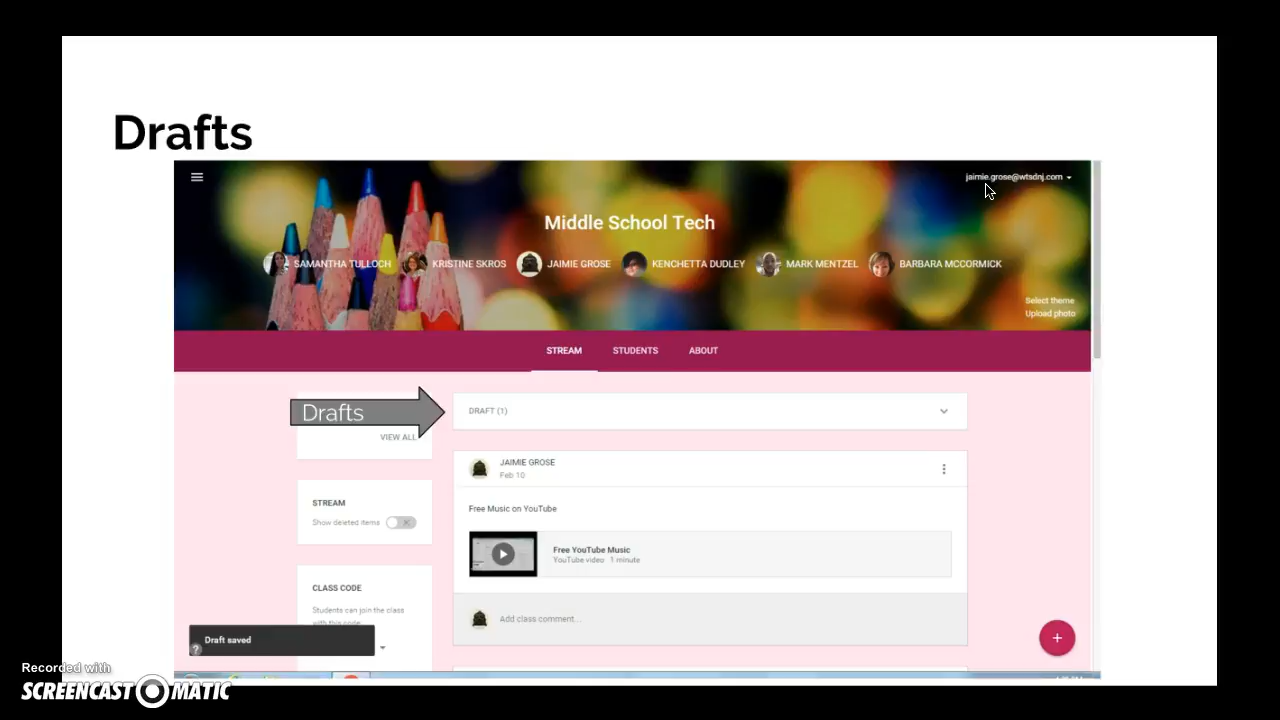 Drafts
jaimie.grose@wtsdnj.com
Middle School Tech
SAMANTHA TULLOCH KRISTINE SKROS JAIMIE GROSE KENCHETTA DUDLEY MARK MENTZEL BARBARA MCCORMICK
Select theme
Upload photo
STREAM STUDENTS ABOUT
Drafts
DRAFT (1)
VIEW ALL
JAIMIE GROSE
Feb 10
STREAM
Show deleted items
Free Music on YouTube
Free YouTube Music
YouTube video 1 minute
CLASS CODE
Students can join the class
with this code
Add class comment...
Draft saved
?
+
Recorded with
SCREENCAST-O-MATIC